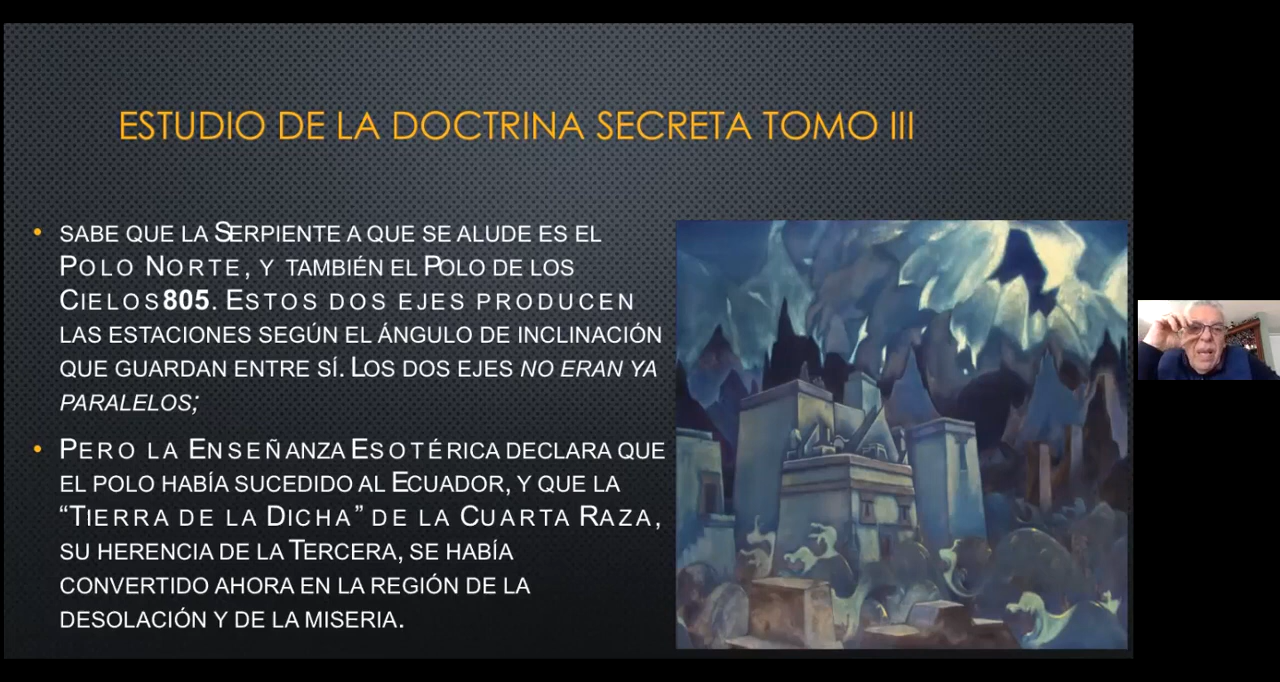 ESTUDIO DE LA DOCTRINA SECRETA TOMO III
• SABE QUE LA SERPIENTE A QUE SE ALUDE ES EL
POLO NORTE, Y TAMBIÉN EL POLO DE LOS
CIELOS805. ESTOS DOS EJES PRODUCEN
LAS ESTACIONES SEGÚN EL ÁNGULO DE INCLINACIÓN
QUE GUARDAN ENTRE SÍ. LOS DOS EJES NO ERAN YA
PARALELOS;
• PERO LA ENSEÑANZA ESOTÉRICA DECLARA QUE
EL POLO HABÍA SUCEDIDO AL ECUADOR, Y QUE LA
“TIERRA DE LA DICHA” DE LA CUARTA RAZA,
SU HERENCIA DE LA TERCERA, SE HABÍA
CONVERTIDO AHORA EN LA REGIÓN DE LA
DESOLACIÓN Y DE LA MISERIA.